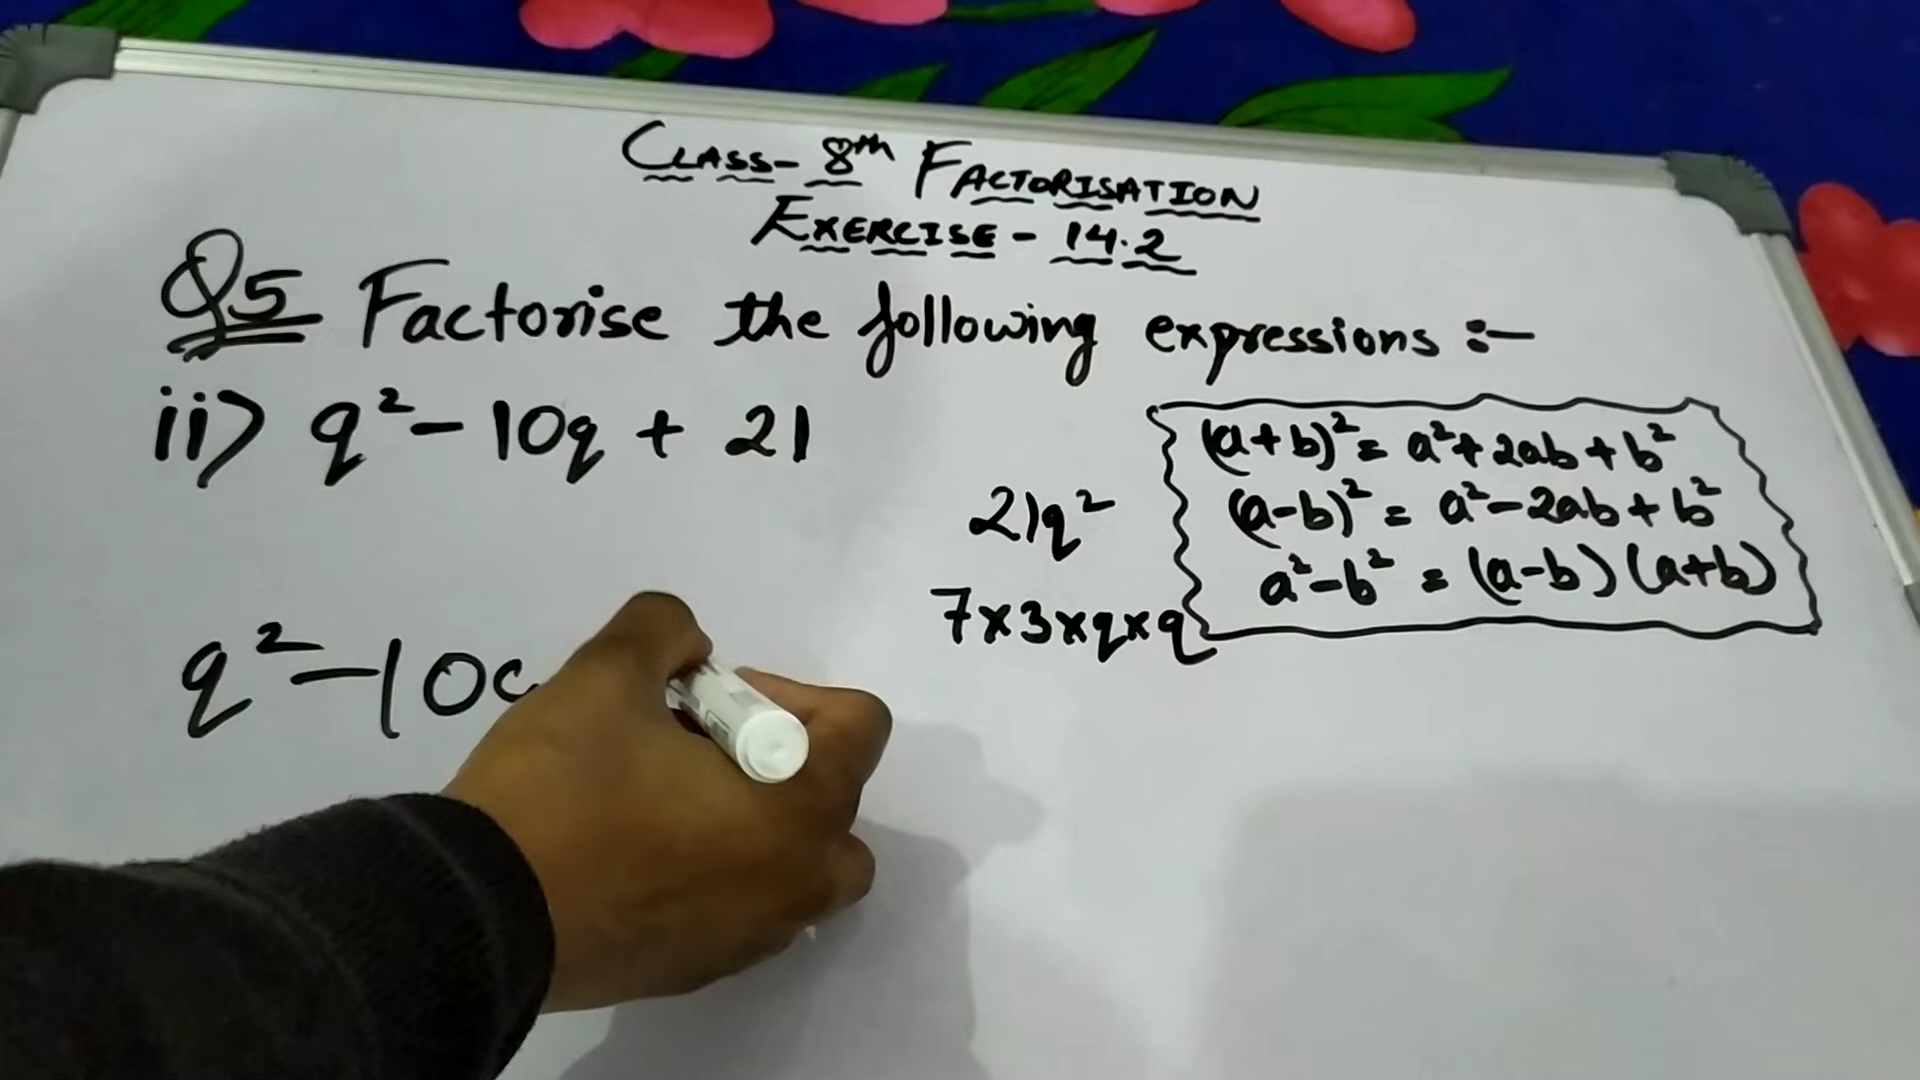 CLASS- 8th FACTORISATION
EXERCISE - 14.2
Q5 Factorise the following expressions :-
ii) q² - 10q + 21
(a+b)² = a² + 2ab + b²
(a-b)² = a² - 2ab + b²
a² - b² = (a-b) (a+b)
21q²
7×3×q×q
q² - 10